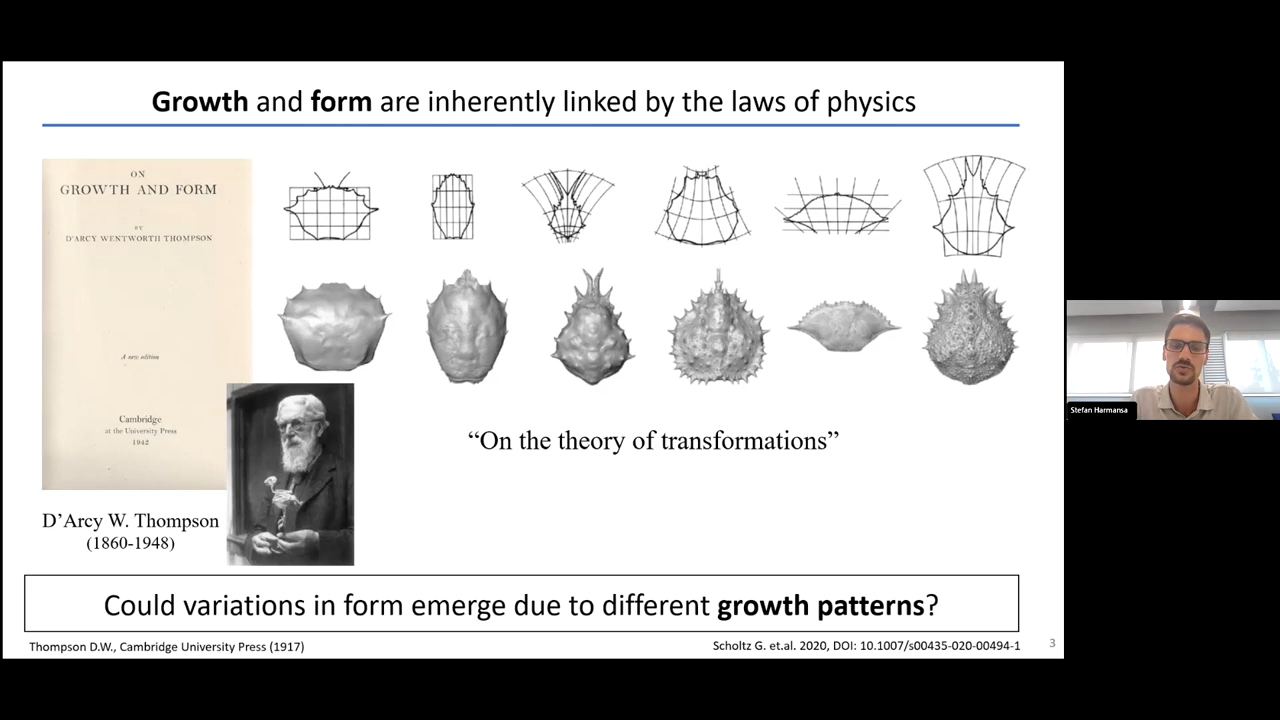 Growth and form are inherently linked by the laws of physics
ON
GROWTH AND FORM
BY
D'ARCY WENTWORTH THOMPSON
A new edition
Cambridge
at the University Press
1942
“On the theory of transformations”
D’Arcy W. Thompson
(1860-1948)
Could variations in form emerge due to different growth patterns?
Thompson D.W., Cambridge University Press (1917)
Scholtz G. et.al. 2020, DOI: 10.1007/s00435-020-00494-1
3
Stefan Harmansa